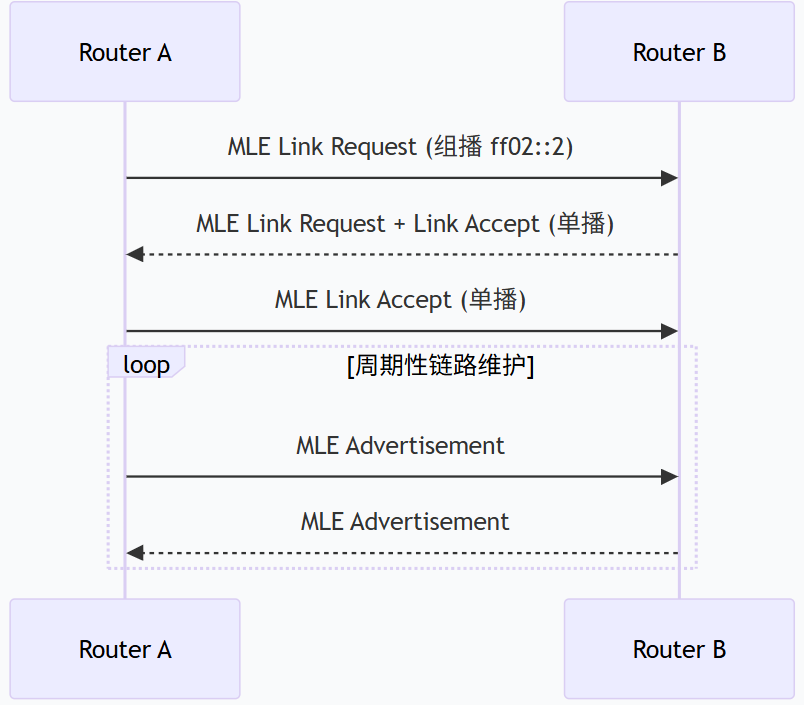 Router A
Router B
MLE Link Request (组播 ff02::2)
MLE Link Request + Link Accept (单播)
MLE Link Accept (单播)
loop
[周期性链路维护]
MLE Advertisement
MLE Advertisement
Router A
Router B